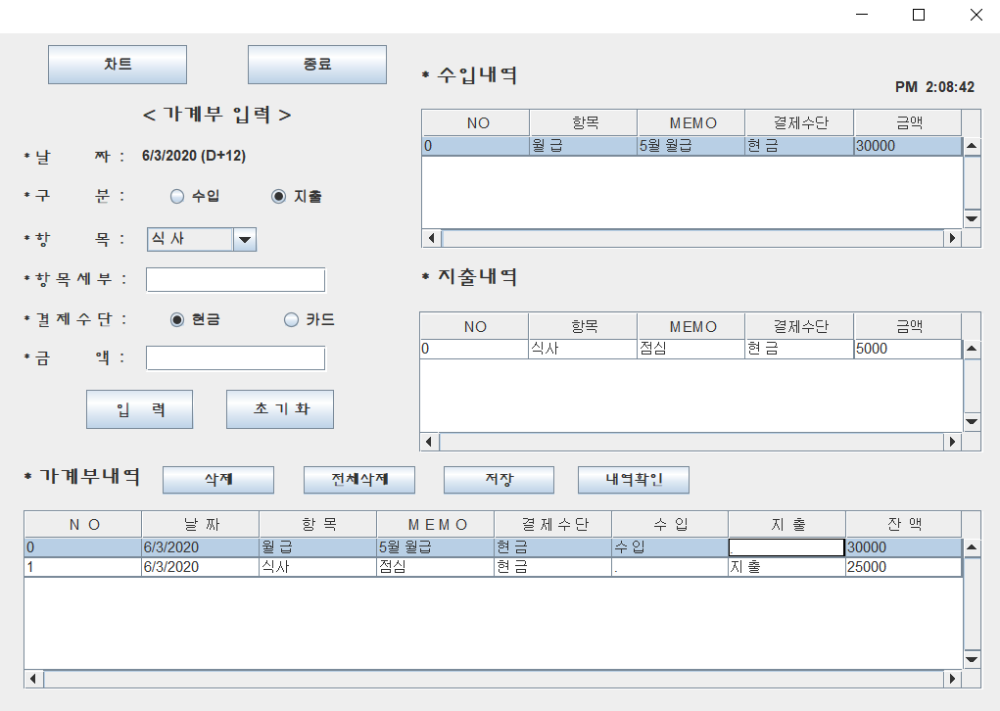 차트 종료
* 수입내역
PM 2:08:42
< 가계부 입력 >
NO 항목 MEMO 결제수단 금액
0 월 급 5월 월급 현 금 30000
* 날 짜 : 6/3/2020 (D+12)
* 구 분 : 수입 지출
* 항 목 : 식 사
* 항 목 세 부 :
* 지출내역
* 결 제 수 단 : 현금 카드
NO 항목 MEMO 결제수단 금액
0 식사 점심 현 금 5000
* 금 액 :
입 력 초 기 화
* 가계부내역 삭제 전체삭제 저장 내역확인
N O 날 짜 항 목 M E M O 결 제 수 단 수 입 지 출 잔 액
0 6/3/2020 월 급 5월 월급 현 금 수 입 . 30000
1 6/3/2020 식사 점심 현 금 . 지 출 25000